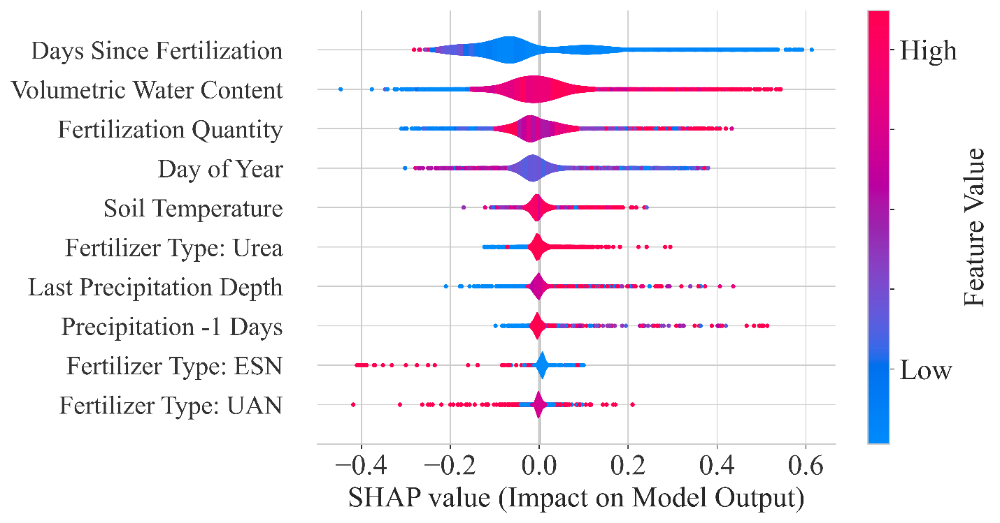 Days Since Fertilization
Volumetric Water Content
Fertilization Quantity
Day of Year
Soil Temperature
Fertilizer Type: Urea
Last Precipitation Depth
Precipitation -1 Days
Fertilizer Type: ESN
Fertilizer Type: UAN
−0.4 −0.2 0.0 0.2 0.4 0.6
SHAP value (Impact on Model Output)
High
Low
Feature Value